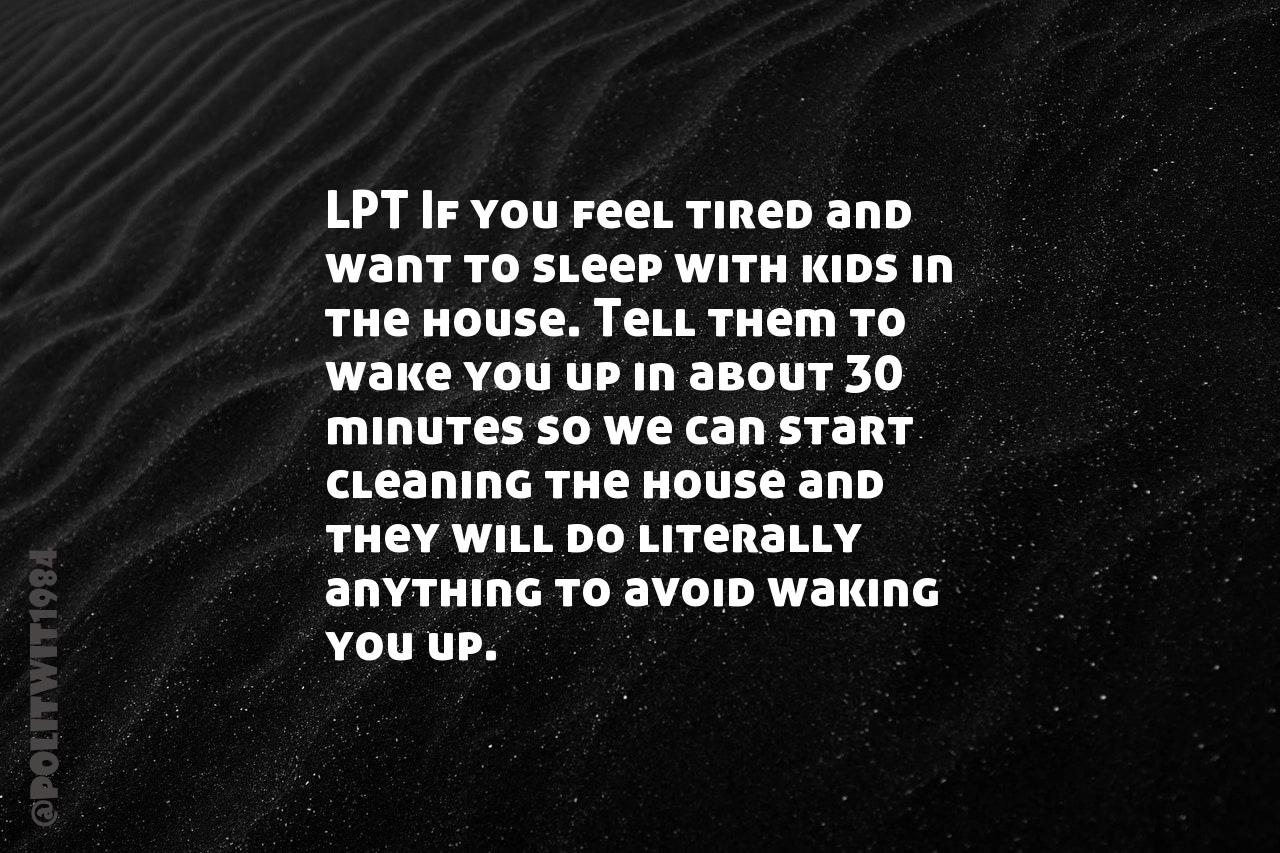 LPT If you feel tired and
want to sleep with kids in
the house. Tell them to
wake you up in about 30
minutes so we can start
cleaning the house and
they will do literally
anything to avoid waking
you up.
@POLITWIT1984